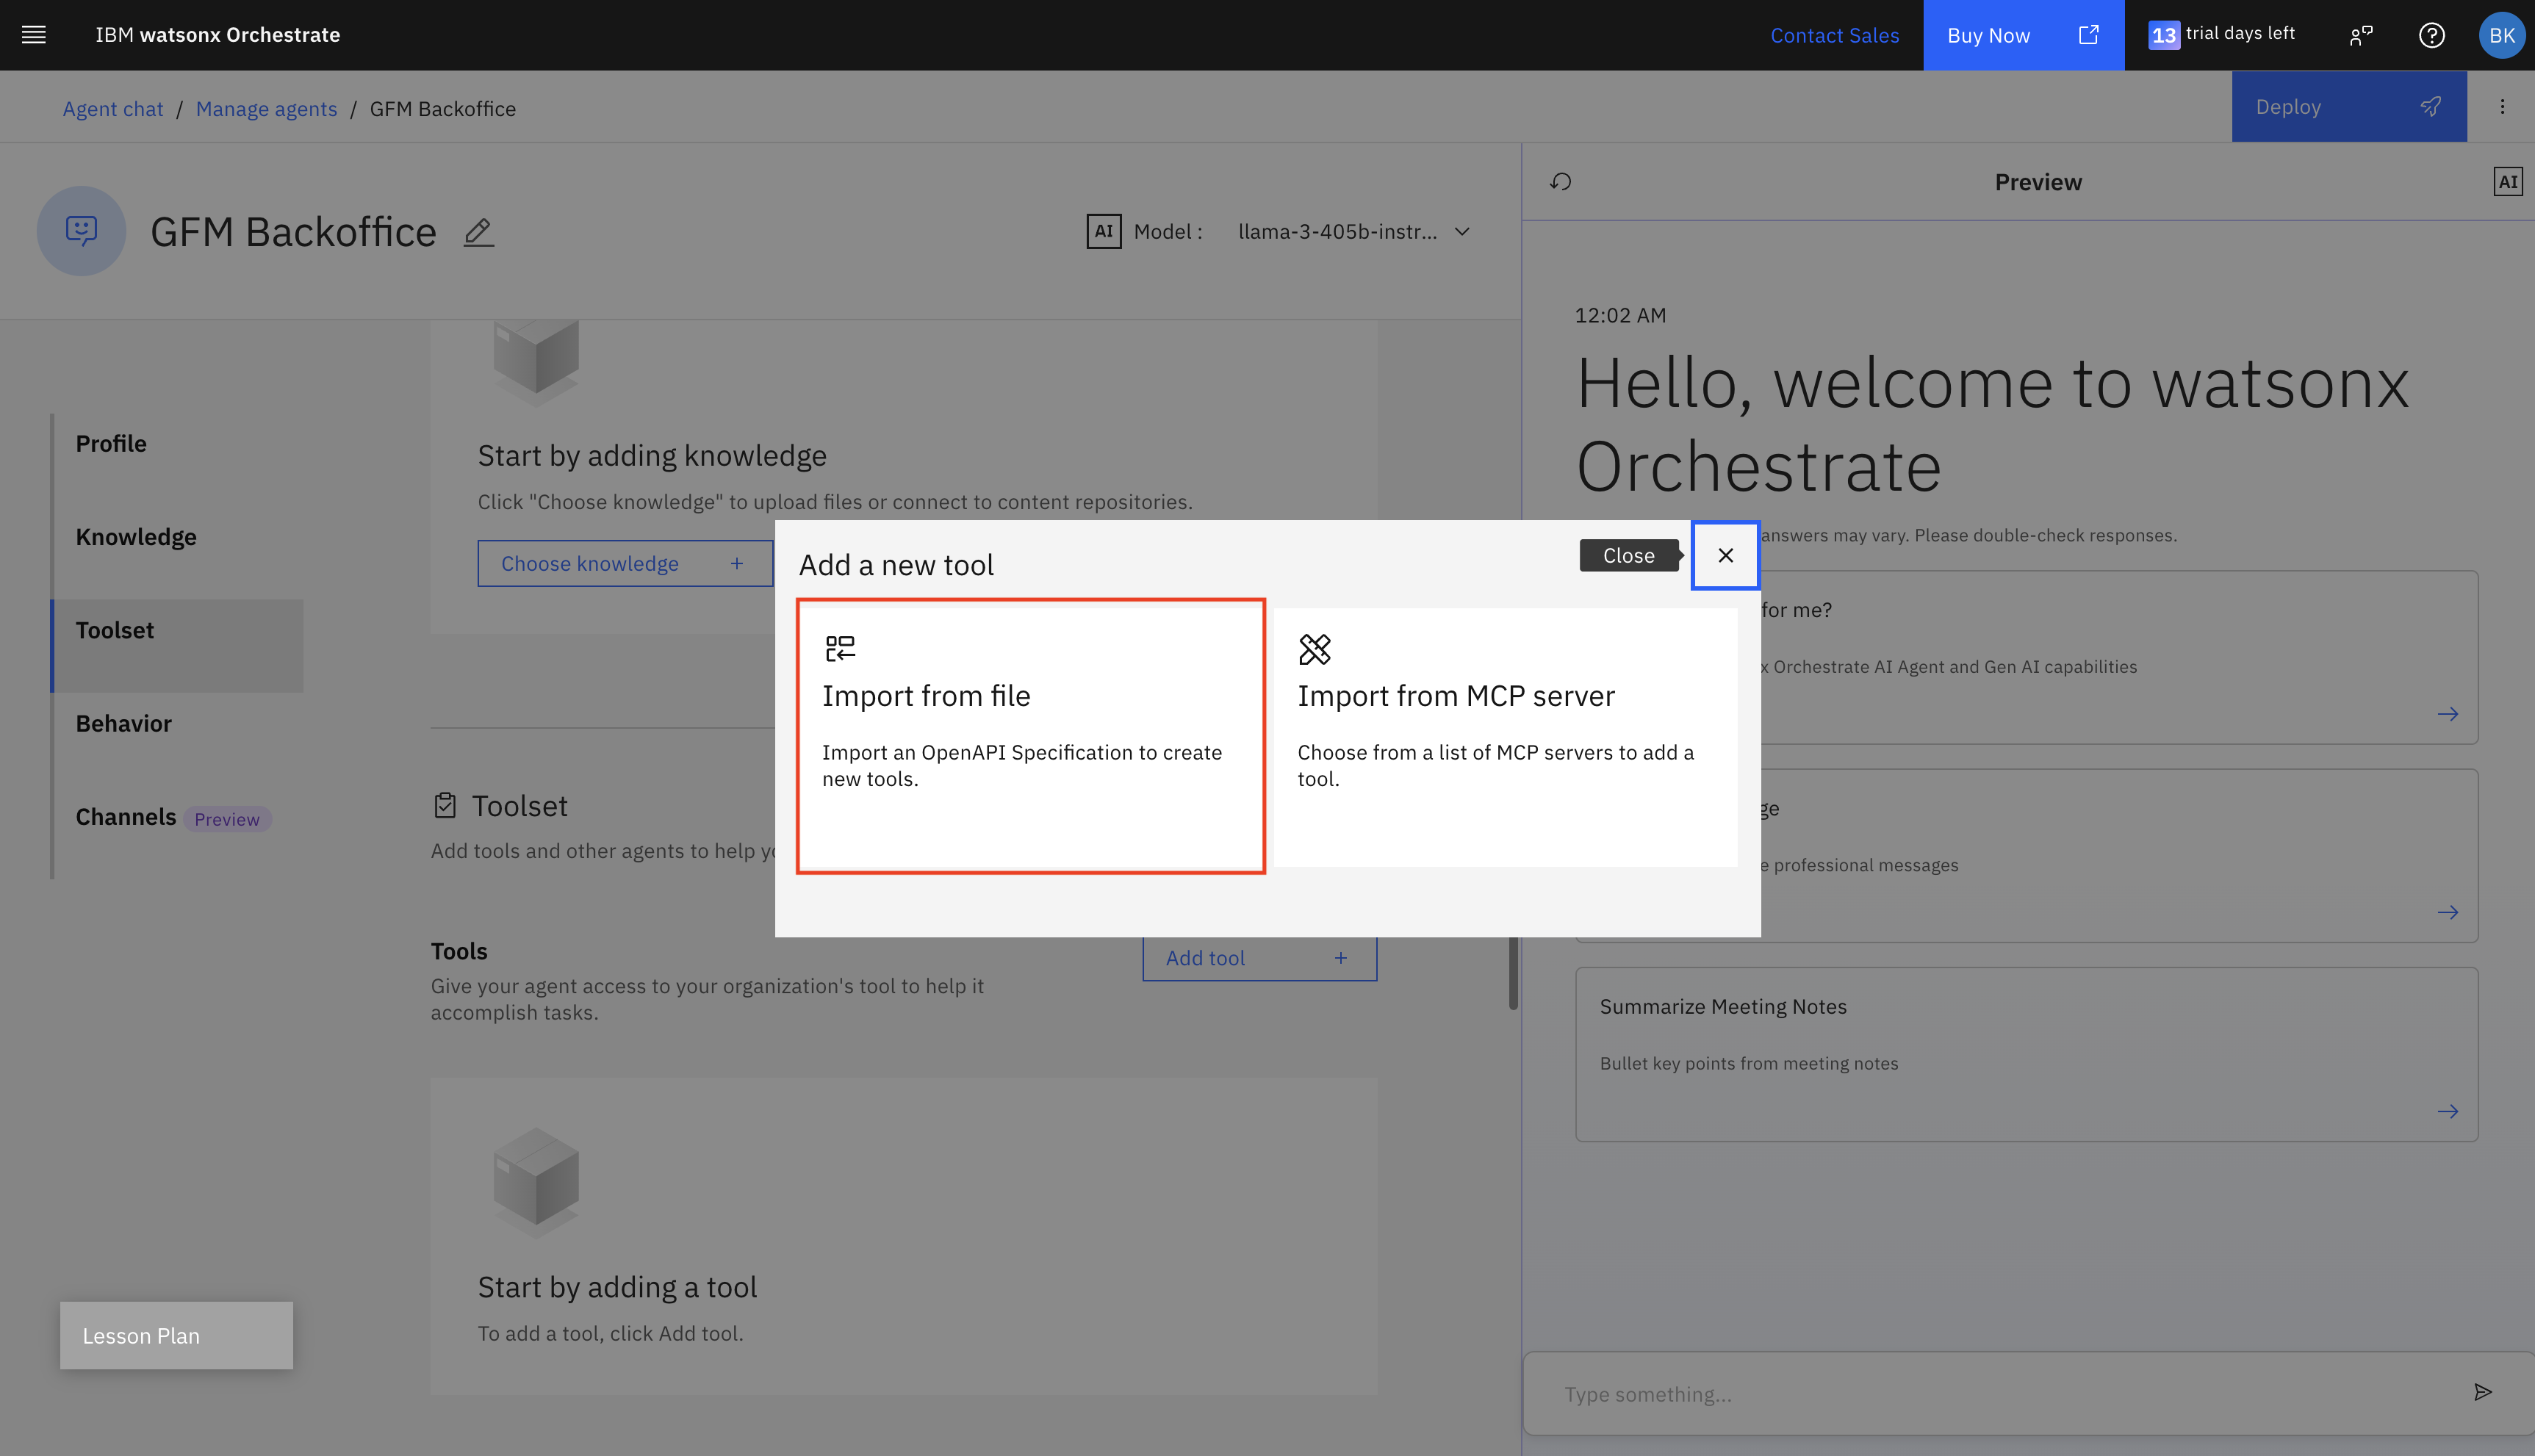 IBM watsonx Orchestrate
Contact Sales
Buy Now
13 trial days left
BK
Agent chat / Manage agents / GFM Backoffice
Deploy
GFM Backoffice
AI Model : llama-3-405b-instr...
Preview
AI
Profile
Knowledge
Toolset
Behavior
Channels Preview
Lesson Plan
Start by adding knowledge
Click "Choose knowledge" to upload files or connect to content repositories.
Choose knowledge +
Toolset
Add tools and other agents to help
Tools
Give your agent access to your organization's tool to help it
accomplish tasks.
Add tool +
Start by adding a tool
To add a tool, click Add tool.
Add a new tool
Close
Import from file
Import an OpenAPI Specification to create
new tools.
Import from MCP server
Choose from a list of MCP servers to add a
tool.
12:02 AM
Hello, welcome to watsonx
Orchestrate
answers may vary. Please double-check responses.
for me?
x Orchestrate AI Agent and Gen AI capabilities
ge
e professional messages
Summarize Meeting Notes
Bullet key points from meeting notes
Type something...